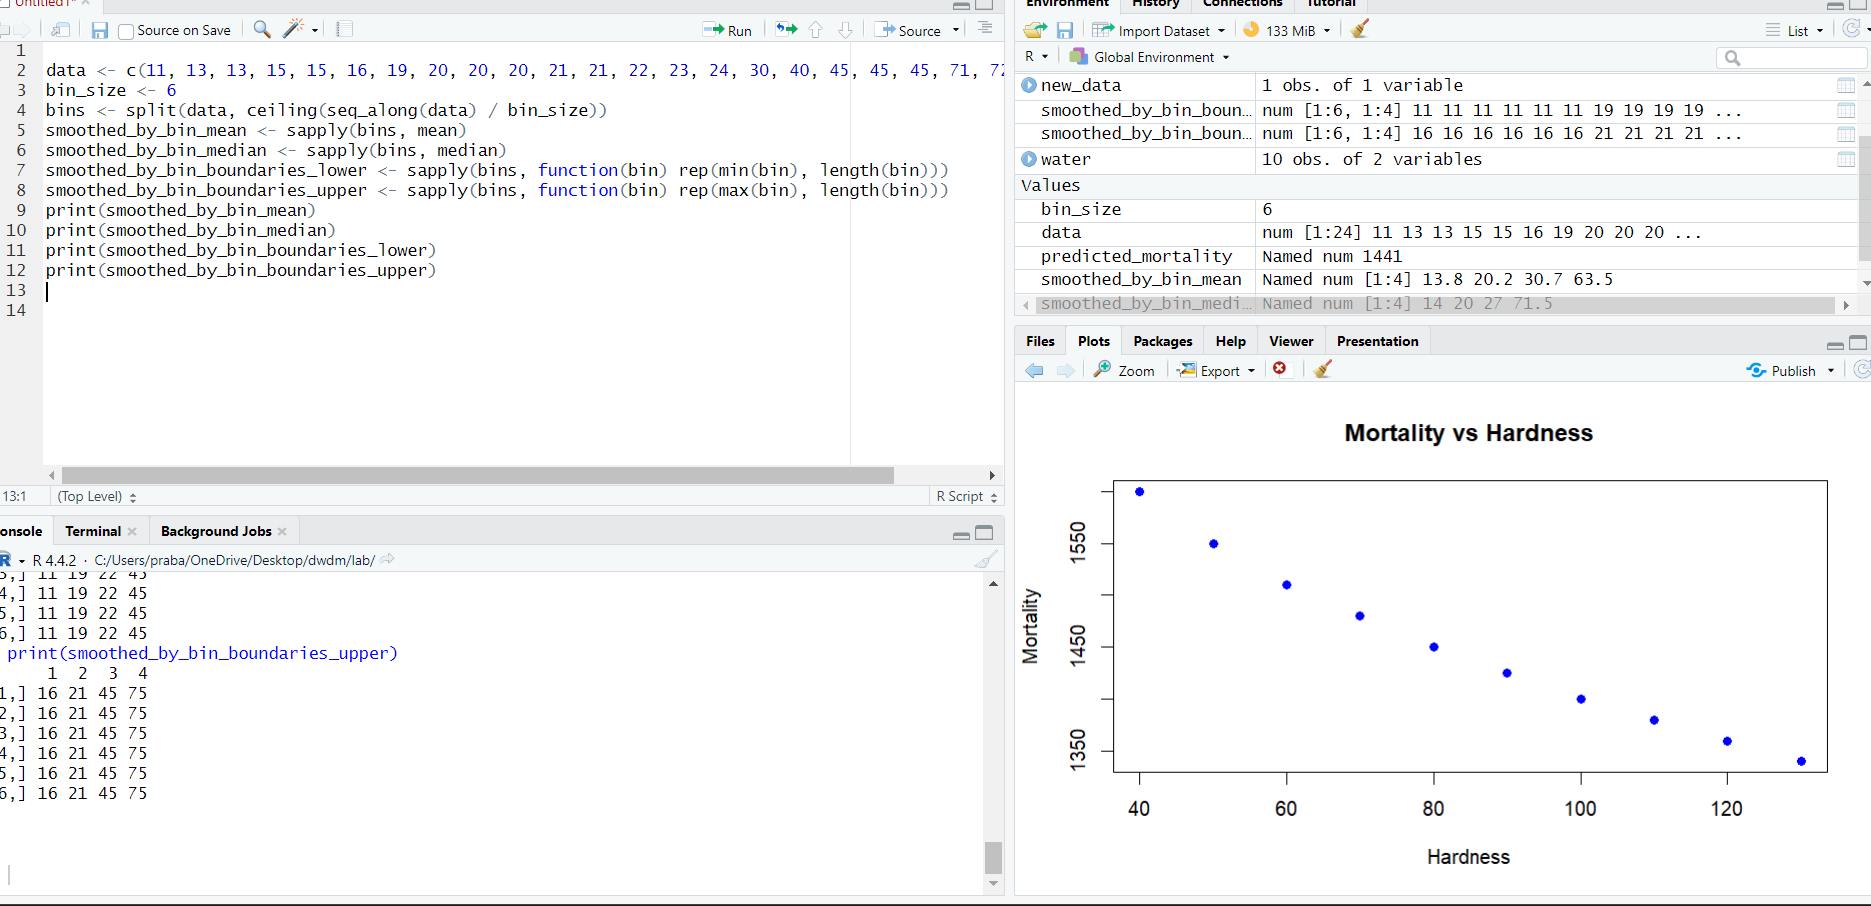 Untitled1*
Source on Save
Run
Source
1
2 data <- c(11, 13, 13, 15, 15, 16, 19, 20, 20, 20, 21, 21, 22, 23, 24, 30, 40, 45, 45, 45, 71, 72
3 bin_size <- 6
4 bins <- split(data, ceiling(seq_along(data) / bin_size))
5 smoothed_by_bin_mean <- sapply(bins, mean)
6 smoothed_by_bin_median <- sapply(bins, median)
7 smoothed_by_bin_boundaries_lower <- sapply(bins, function(bin) rep(min(bin), length(bin)))
8 smoothed_by_bin_boundaries_upper <- sapply(bins, function(bin) rep(max(bin), length(bin)))
9 print(smoothed_by_bin_mean)
10 print(smoothed_by_bin_median)
11 print(smoothed_by_bin_boundaries_lower)
12 print(smoothed_by_bin_boundaries_upper)
13
14
13:1 (Top Level) R Script
onsole Terminal Background Jobs
R 4.4.2 · C:/Users/praba/OneDrive/Desktop/dwdm/lab/
3,] 11 19 22 45
4,] 11 19 22 45
5,] 11 19 22 45
6,] 11 19 22 45
print(smoothed_by_bin_boundaries_upper)
1 2 3 4
1,] 16 21 45 75
2,] 16 21 45 75
3,] 16 21 45 75
4,] 16 21 45 75
5,] 16 21 45 75
6,] 16 21 45 75
Environment History Connections Tutorial
Import Dataset 133 MiB List
R Global Environment
new_data 1 obs. of 1 variable
smoothed_by_bin_boun… num [1:6, 1:4] 11 11 11 11 11 11 19 19 19 19 ...
smoothed_by_bin_boun… num [1:6, 1:4] 16 16 16 16 16 16 21 21 21 21 ...
water 10 obs. of 2 variables
Values
bin_size 6
data num [1:24] 11 13 13 15 15 16 19 20 20 20 ...
predicted_mortality Named num 1441
smoothed_by_bin_mean Named num [1:4] 13.8 20.2 30.7 63.5
smoothed_by_bin_medi… Named num [1:4] 14 20 27 71.5
Files Plots Packages Help Viewer Presentation
Zoom Export Publish
Mortality vs Hardness
Mortality
1550
1450
1350
40 60 80 100 120
Hardness